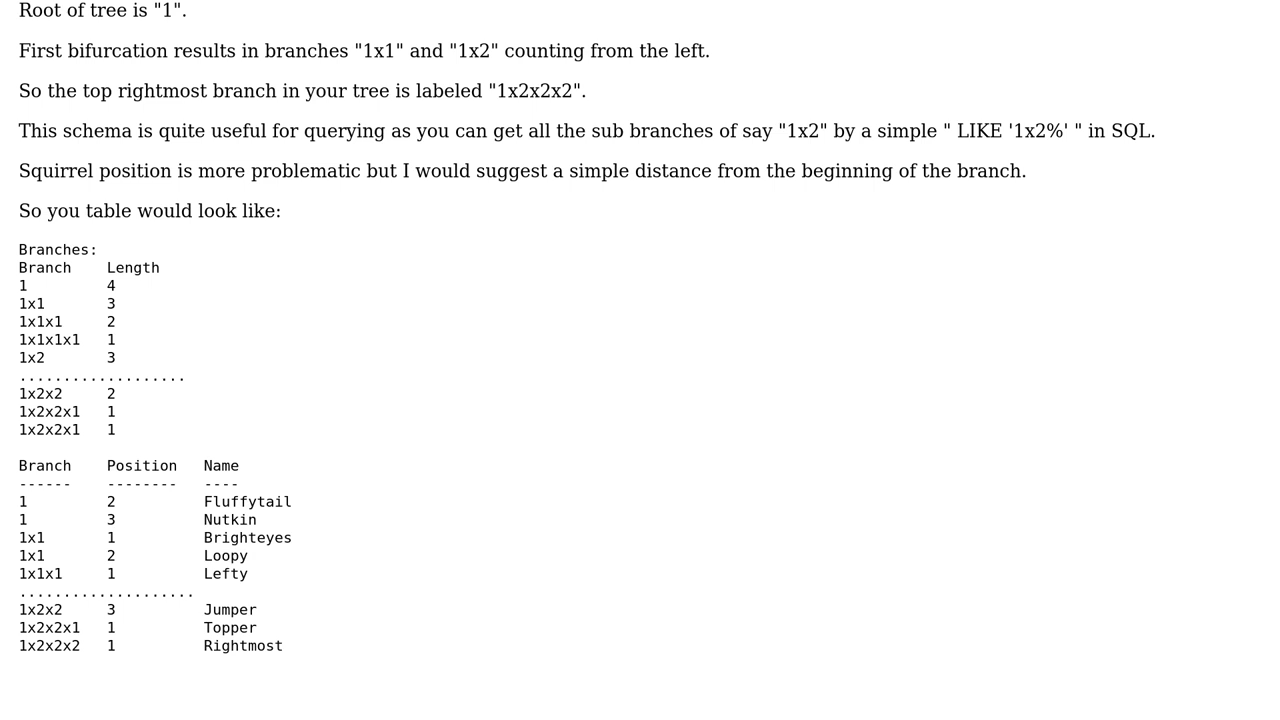 Root of tree is "1".
First bifurcation results in branches "1x1" and "1x2" counting from the left.
So the top rightmost branch in your tree is labeled "1x2x2x2".
This schema is quite useful for querying as you can get all the sub branches of say "1x2" by a simple " LIKE '1x2%' " in SQL.
Squirrel position is more problematic but I would suggest a simple distance from the beginning of the branch.
So you table would look like:
Branches:
Branch    Length
1         4
1x1       3
1x1x1     2
1x1x1x1   1
1x2       3
...................
1x2x2     2
1x2x2x1   1
1x2x2x1   1
Branch    Position   Name
------    --------   ----
1         2          Fluffytail
1         3          Nutkin
1x1       1          Brighteyes
1x1       2          Loopy
1x1x1     1          Lefty
....................
1x2x2     3          Jumper
1x2x2x1   1          Topper
1x2x2x2   1          Rightmost